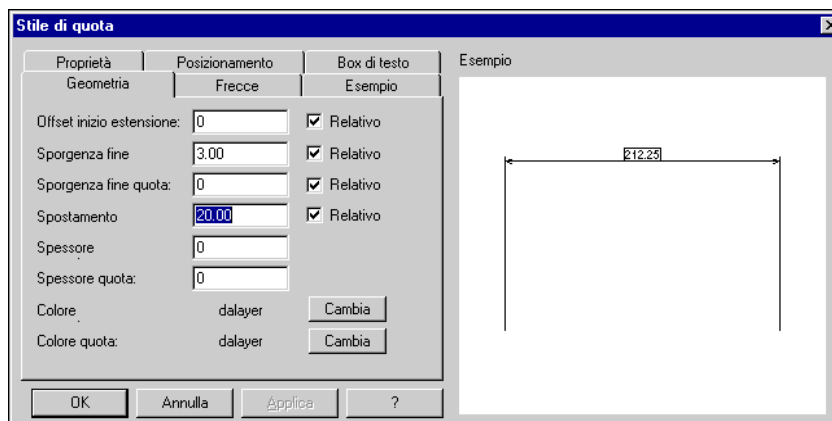 Stile di quota
Proprietà Posizionamento Box di testo
Geometria Frecce Esempio
Offset inizio estensione: 0 Relativo
Sporgenza fine 3.00 Relativo
Sporgenza fine quota: 0 Relativo
Spostamento 20.00 Relativo
Spessore 0
Spessore quota: 0
Colore dalayer Cambia
Colore quota: dalayer Cambia
OK Annulla Applica ?
Esempio
212.25